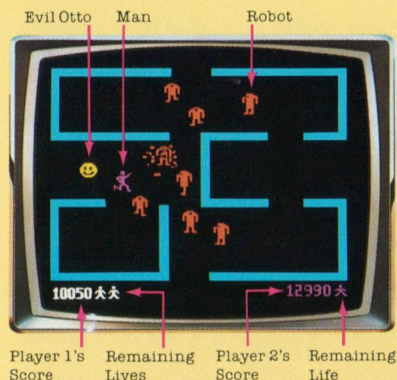 Evil Otto Man Robot
10050 12990
Player 1's Remaining Player 2's Remaining
Score Lives Score Life